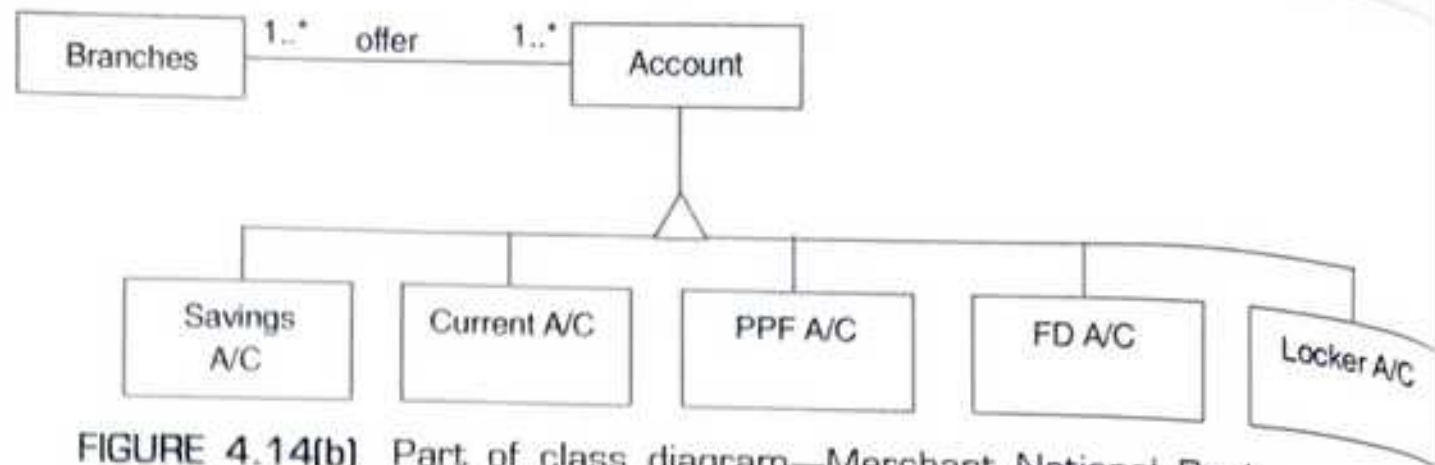 Branches
1..*
offer
1..*
Account
Savings
A/C
Current A/C
PPF A/C
FD A/C
Locker A/C
FIGURE 4.14(b) Part of class diagram—Merchant National